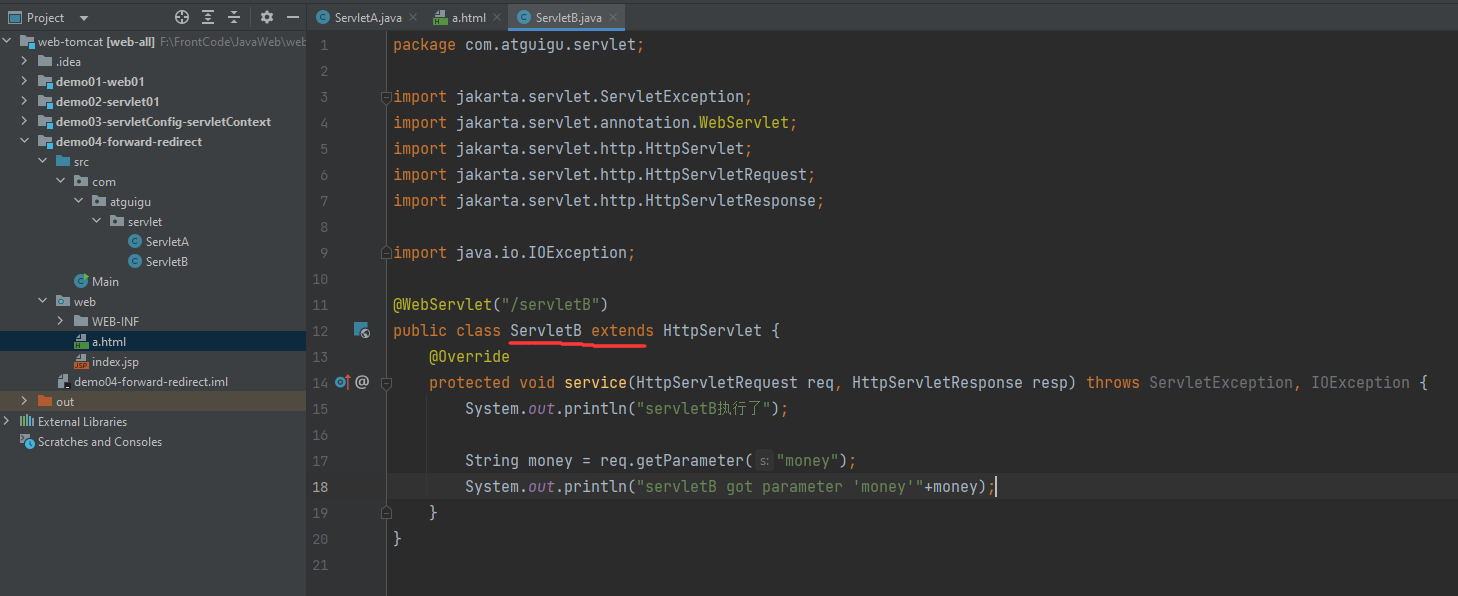 Project
ServletA.java
a.html
ServletB.java
web-tomcat [web-all] F:\FrontCode\JavaWeb\web
.idea
demo01-web01
demo02-servlet01
demo03-servletConfig-servletContext
demo04-forward-redirect
src
com
atguigu
servlet
ServletA
ServletB
Main
web
WEB-INF
a.html
index.jsp
demo04-forward-redirect.iml
out
External Libraries
Scratches and Consoles
1 package com.atguigu.servlet;
2
3 import jakarta.servlet.ServletException;
4 import jakarta.servlet.annotation.WebServlet;
5 import jakarta.servlet.http.HttpServlet;
6 import jakarta.servlet.http.HttpServletRequest;
7 import jakarta.servlet.http.HttpServletResponse;
8
9 import java.io.IOException;
10
11 @WebServlet("/servletB")
12 public class ServletB extends HttpServlet {
13 @Override
14 @ protected void service(HttpServletRequest req, HttpServletResponse resp) throws ServletException, IOException {
15 System.out.println("servletB执行了");
16
17 String money = req.getParameter( s: "money");
18 System.out.println("servletB got parameter 'money'"+money);
19 }
20 }
21